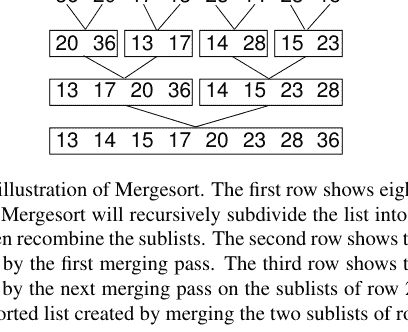 20 36 13 17 14 28 15 23
13 17 20 36 14 15 23 28
13 14 15 17 20 23 28 36
illustration of Mergesort. The first row shows eig
Mergesort will recursively subdivide the list into
en recombine the sublists. The second row shows t
by the first merging pass. The third row shows t
by the next merging pass on the sublists of row
orted list created by merging the two sublists of ro